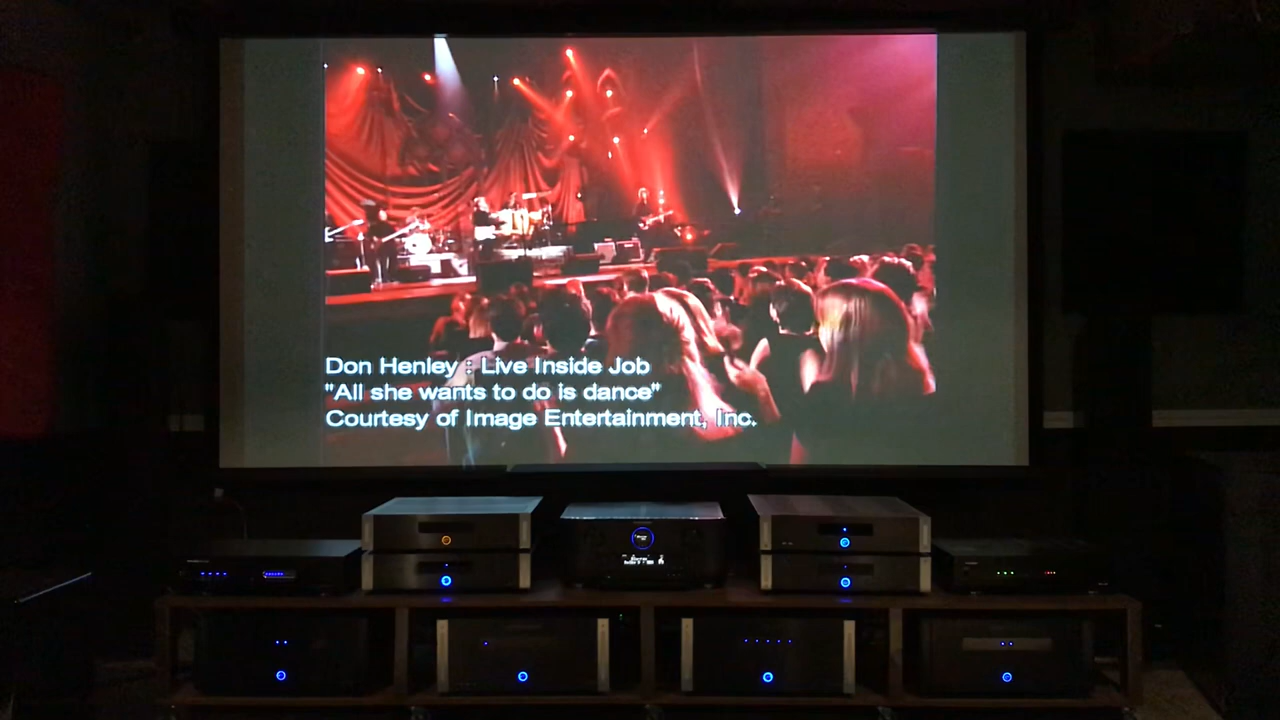 Don Henley : Live Inside Job
"All she wants to do is dance"
Courtesy of Image Entertainment, Inc.